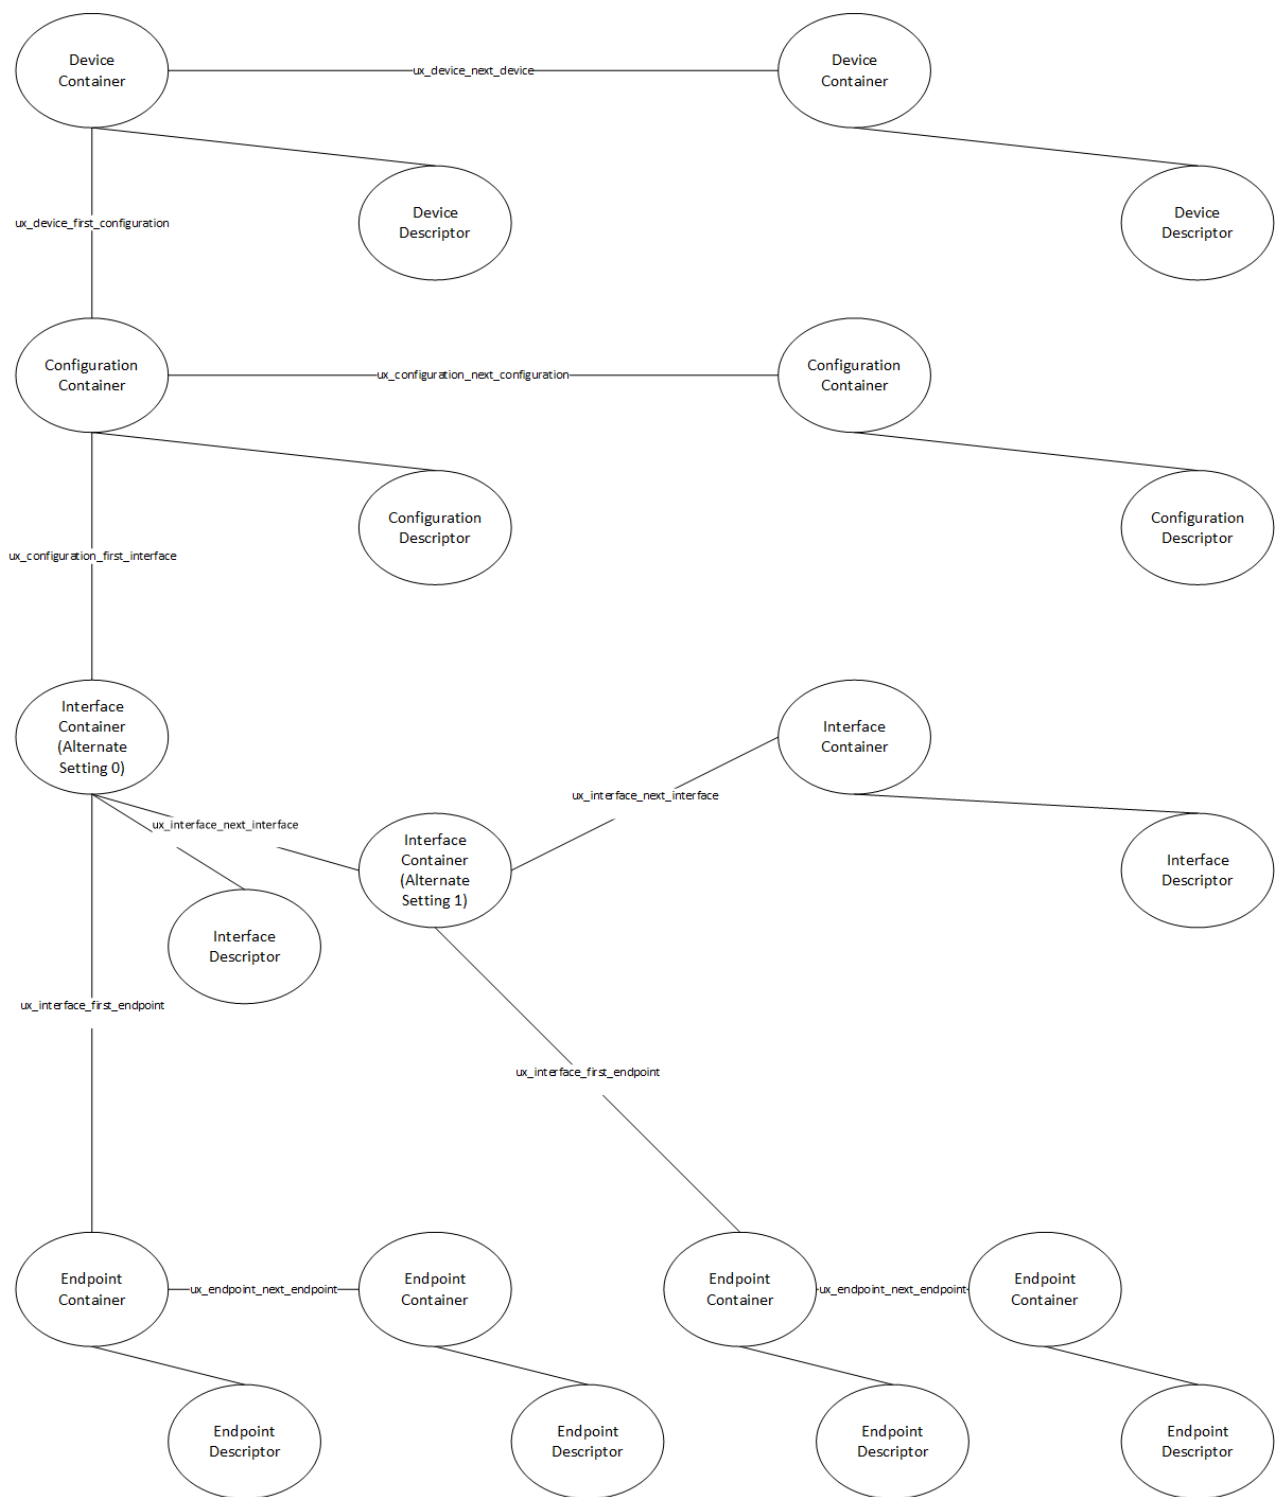 Device
Container
ux_device_next_device
Device
Container
Device
Descriptor
Device
Descriptor
ux_device_first_configuration
Configuration
Container
ux_configuration_next_configuration
Configuration
Container
Configuration
Descriptor
Configuration
Descriptor
ux_configuration_first_interface
Interface
Container
(Alternate
Setting 0)
Interface
Container
ux_interface_next_interface
ux_interface_next_interface
Interface
Container
(Alternate
Setting 1)
Interface
Descriptor
Interface
Descriptor
ux_interface_first_endpoint
ux_interface_first_endpoint
Endpoint
Container
ux_endpoint_next_endpoint
Endpoint
Container
Endpoint
Container
ux_endpoint_next_endpoint
Endpoint
Container
Endpoint
Descriptor
Endpoint
Descriptor
Endpoint
Descriptor
Endpoint
Descriptor